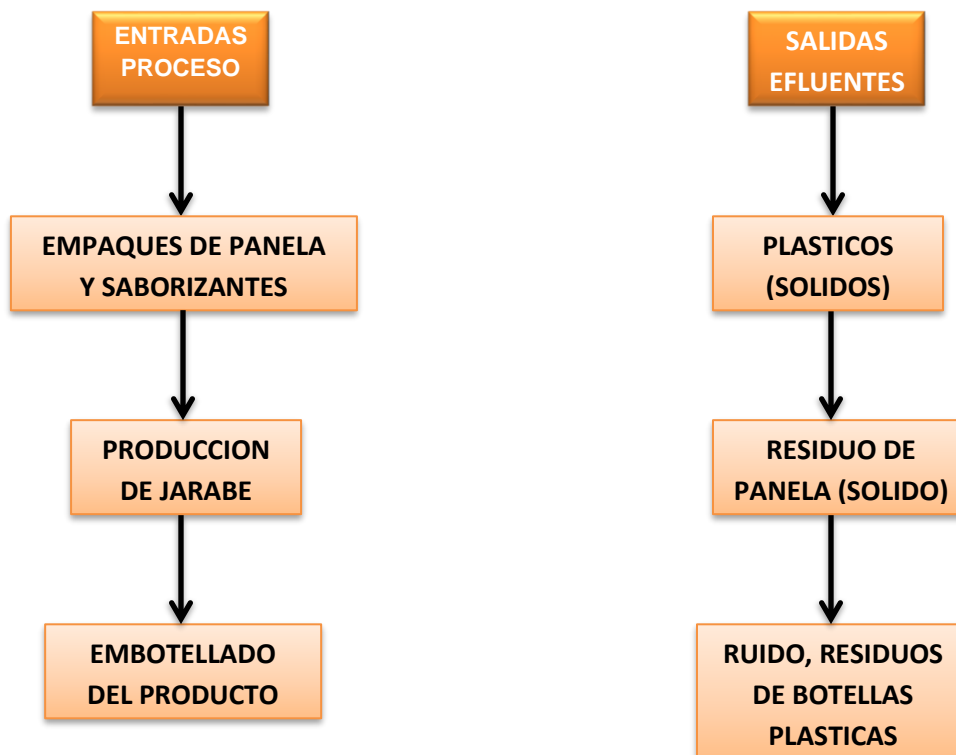 ENTRADAS
PROCESO
EMPAQUES DE PANELA
Y SABORIZANTES
PRODUCCION
DE JARABE
EMBOTELLADO
DEL PRODUCTO
SALIDAS
EFLUENTES
PLASTICOS
(SOLIDOS)
RESIDUO DE
PANELA (SOLIDO)
RUIDO, RESIDUOS
DE BOTELLAS
PLASTICAS